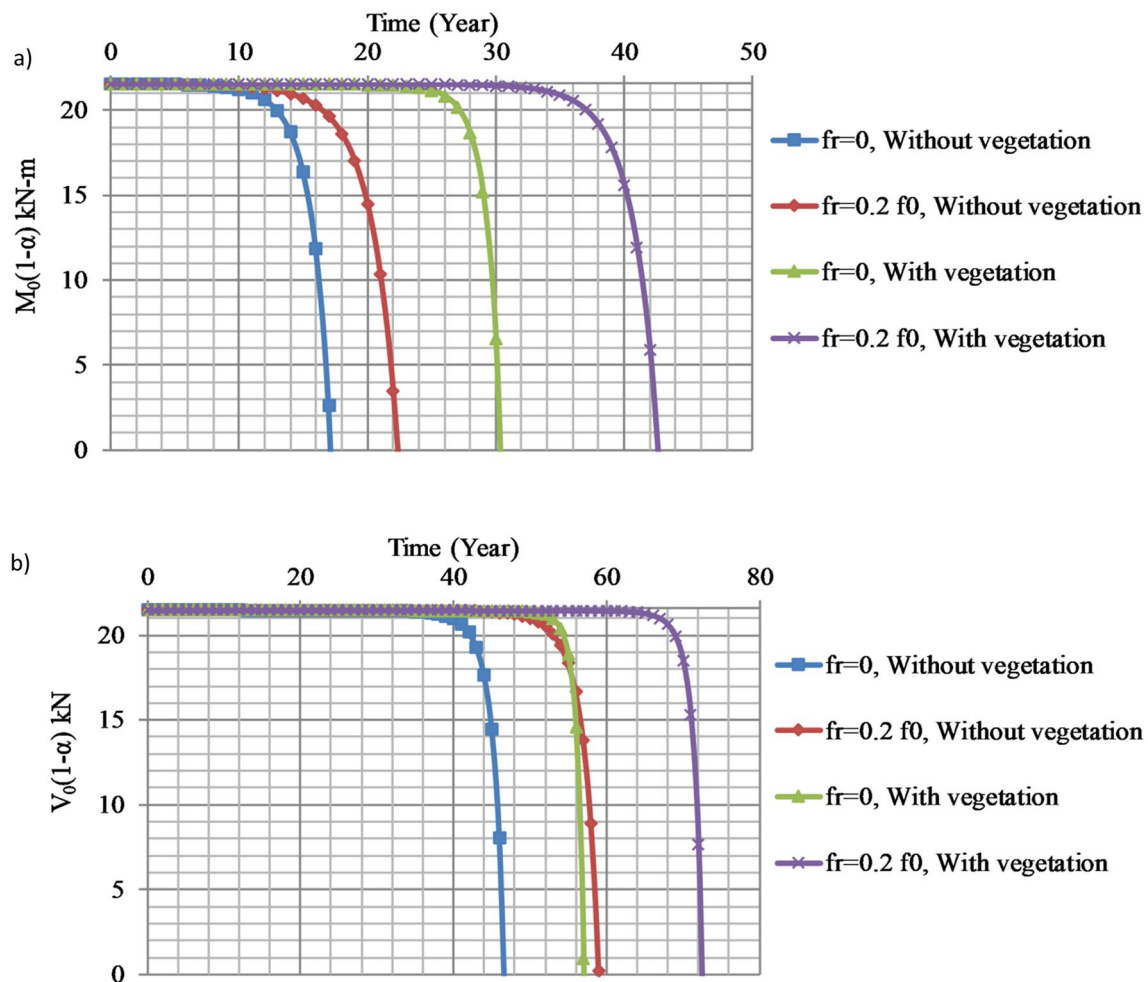 a)
Time (Year)
0 10 20 30 40 50
20
15
10
5
0
M₀(1-α) kN-m
fr=0, Without vegetation
fr=0.2 f0, Without vegetation
fr=0, With vegetation
fr=0.2 f0, With vegetation
b)
Time (Year)
0 20 40 60 80
20
15
10
5
0
V₀(1-α) kN
fr=0, Without vegetation
fr=0.2 f0, Without vegetation
fr=0, With vegetation
fr=0.2 f0, With vegetation